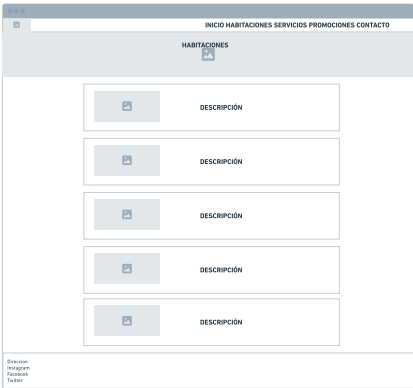 INICIO HABITACIONES SERVICIOS PROMOCIONES CONTACTO
HABITACIONES
DESCRIPCIÓN
DESCRIPCIÓN
DESCRIPCIÓN
DESCRIPCIÓN
DESCRIPCIÓN
Direccion
Instagram
Facebook
Twitter